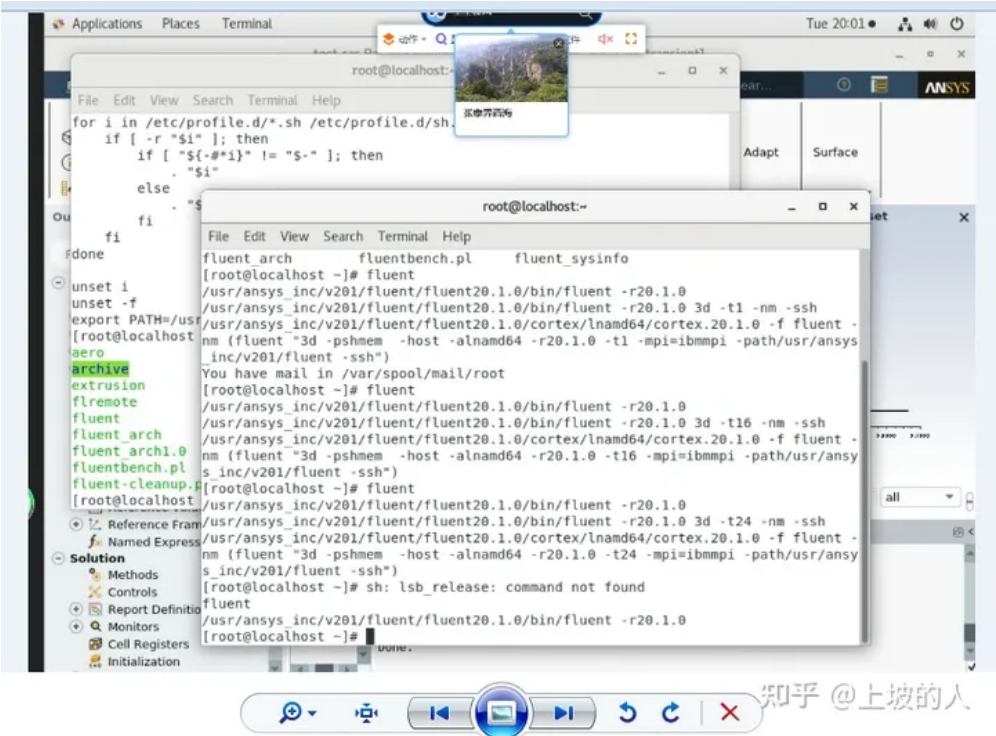 Applications Places Terminal Tue 20:01
动作
root@localhost:~
File Edit View Search Terminal Help
for i in /etc/profile.d/*.sh /etc/profile.d/sh.
if [ -r "$i" ]; then
if [ "${-#*i}" != "$-" ]; then
. "$i"
else
. "$
fi
fi
done
unset i
unset -f
export PATH=/usr
[root@localhost
aero
archive
extrusion
flremote
fluent
fluent_arch
fluent_arch1.0
fluentbench.pl
fluent-cleanup.p
[root@localhost
ANSYS
Adapt Surface
root@localhost:~
File Edit View Search Terminal Help
fluent_arch fluentbench.pl fluent_sysinfo
[root@localhost ~]# fluent
/usr/ansys_inc/v201/fluent/fluent20.1.0/bin/fluent -r20.1.0
/usr/ansys_inc/v201/fluent/fluent20.1.0/bin/fluent -r20.1.0 3d -t1 -nm -ssh
/usr/ansys_inc/v201/fluent/fluent20.1.0/cortex/lnamd64/cortex.20.1.0 -f fluent -
nm (fluent "3d -pshmem  -host -alnamd64 -r20.1.0 -t1 -mpi=ibmmpi -path/usr/ansys
_inc/v201/fluent -ssh")
You have mail in /var/spool/mail/root
[root@localhost ~]# fluent
/usr/ansys_inc/v201/fluent/fluent20.1.0/bin/fluent -r20.1.0
/usr/ansys_inc/v201/fluent/fluent20.1.0/bin/fluent -r20.1.0 3d -t16 -nm -ssh
/usr/ansys_inc/v201/fluent/fluent20.1.0/cortex/lnamd64/cortex.20.1.0 -f fluent -
nm (fluent "3d -pshmem  -host -alnamd64 -r20.1.0 -t16 -mpi=ibmmpi -path/usr/ansy
s_inc/v201/fluent -ssh")
[root@localhost ~]# fluent
/usr/ansys_inc/v201/fluent/fluent20.1.0/bin/fluent -r20.1.0
/usr/ansys_inc/v201/fluent/fluent20.1.0/bin/fluent -r20.1.0 3d -t24 -nm -ssh
/usr/ansys_inc/v201/fluent/fluent20.1.0/cortex/lnamd64/cortex.20.1.0 -f fluent -
nm (fluent "3d -pshmem  -host -alnamd64 -r20.1.0 -t24 -mpi=ibmmpi -path/usr/ansy
s_inc/v201/fluent -ssh")
[root@localhost ~]# sh: lsb_release: command not found
fluent
/usr/ansys_inc/v201/fluent/fluent20.1.0/bin/fluent -r20.1.0
[root@localhost ~]#
all
Reference Fram
Named Express
Solution
Methods
Controls
Report Definitio
Monitors
Cell Registers
Initialization
Done.
知乎 @上坡的人